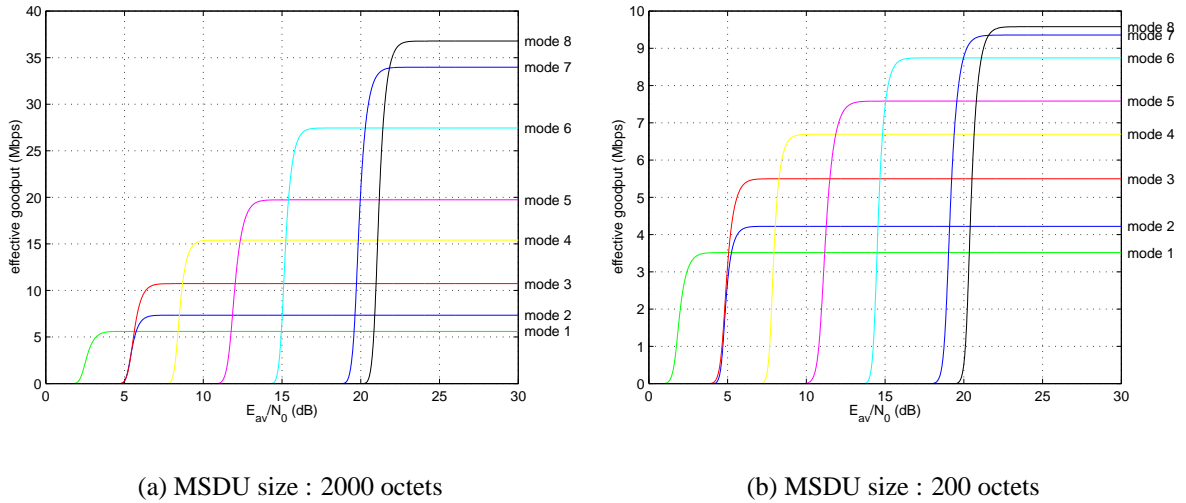 40
35
30
25
20
15
10
5
0
effective goodput (Mbps)
0 5 10 15 20 25 30
E_av/N_0 (dB)
mode 8
mode 7
mode 6
mode 5
mode 4
mode 3
mode 2
mode 1
(a) MSDU size : 2000 octets
10
9
8
7
6
5
4
3
2
1
0
effective goodput (Mbps)
0 5 10 15 20 25 30
E_av/N_0 (dB)
mode 8
mode 7
mode 6
mode 5
mode 4
mode 3
mode 2
mode 1
(b) MSDU size : 200 octets